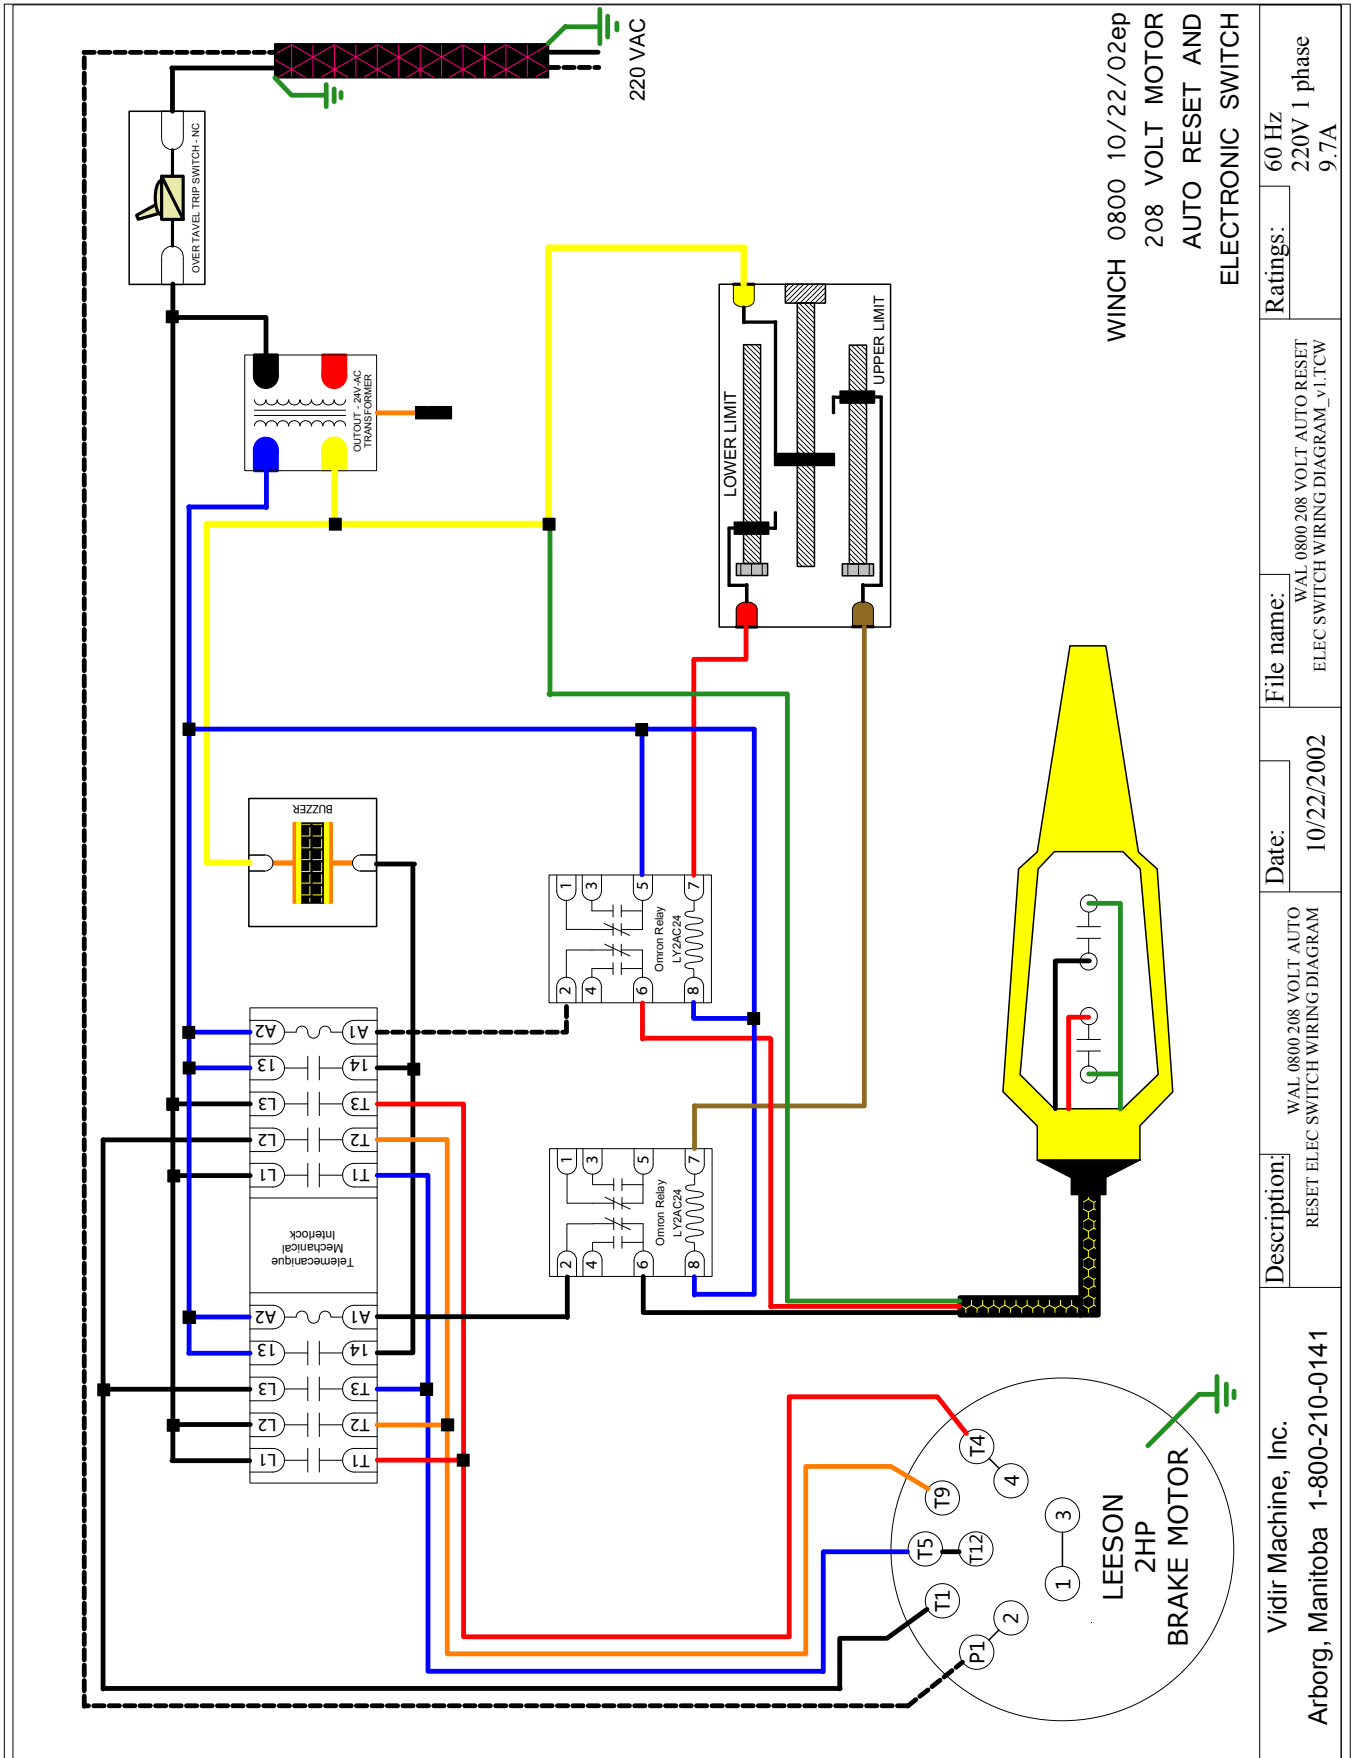 220 VAC
OVER TAVEL TRIP SWITCH - NC
OUTOUT - 24V-AC
TRANSFORMER
BUZZER
LOWER LIMIT
UPPER LIMIT
WINCH 0800 10/22/02ep
208 VOLT MOTOR
AUTO RESET AND
ELECTRONIC SWITCH
A2
13
L3
L2
L1
A1
14
T3
T2
T1
Telemecanique
Mechanical
Interlock
A2
13
L3
L2
L1
A1
14
T3
T2
T1
1
3
5
7
Omron Relay
LY2AC24
2
4
6
8
1
3
5
7
Omron Relay
LY2AC24
2
4
6
8
P1
2
T1
T5
T12
T9
T4
4
1
3
LEESON
2HP
BRAKE MOTOR
Vidir Machine, Inc.
Arborg, Manitoba 1-800-210-0141
Description:
WAL 0800 208 VOLT AUTO
RESET ELEC SWITCH WIRING DIAGRAM
Date:
10/22/2002
File name:
WAL 0800 208 VOLT AUTO RESET
ELEC SWITCH WIRING DIAGRAM_v1.TCW
Ratings:
60 Hz
220V 1 phase
9.7A